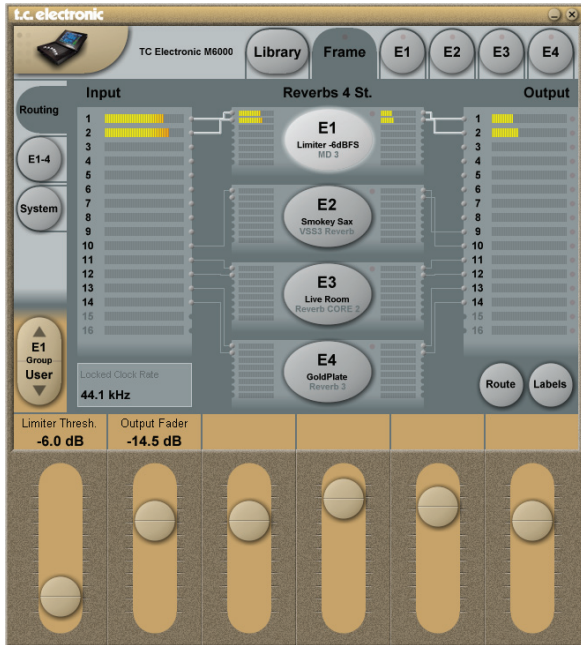 t.c. electronic
TC Electronic M6000
Library
Frame
E1
E2
E3
E4
Routing
E1-4
System
Input
Reverbs 4 St.
Output
1
2
3
4
5
6
7
8
9
10
11
12
13
14
15
16
E1
Limiter -6dBFS
MD 3
E2
Smokey Sax
VSS3 Reverb
E3
Live Room
Reverb CORE 2
E4
GoldPlate
Reverb 3
1
2
3
4
5
6
7
8
9
10
11
12
13
14
15
16
E1
Group
User
Locked Clock Rate
44.1 kHz
Route
Labels
Limiter Thresh.
-6.0 dB
Output Fader
-14.5 dB